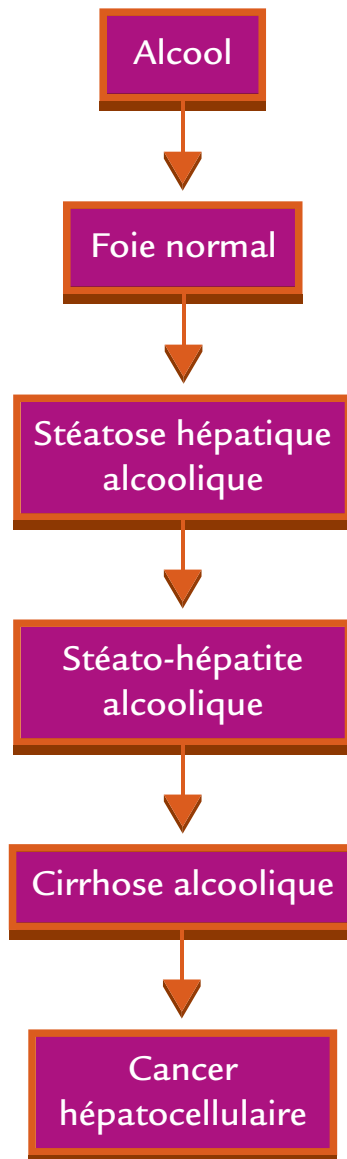 Alcool
Foie normal
Stéatose hépatique
alcoolique
Stéato-hépatite
alcoolique
Cirrhose alcoolique
Cancer
hépatocellulaire